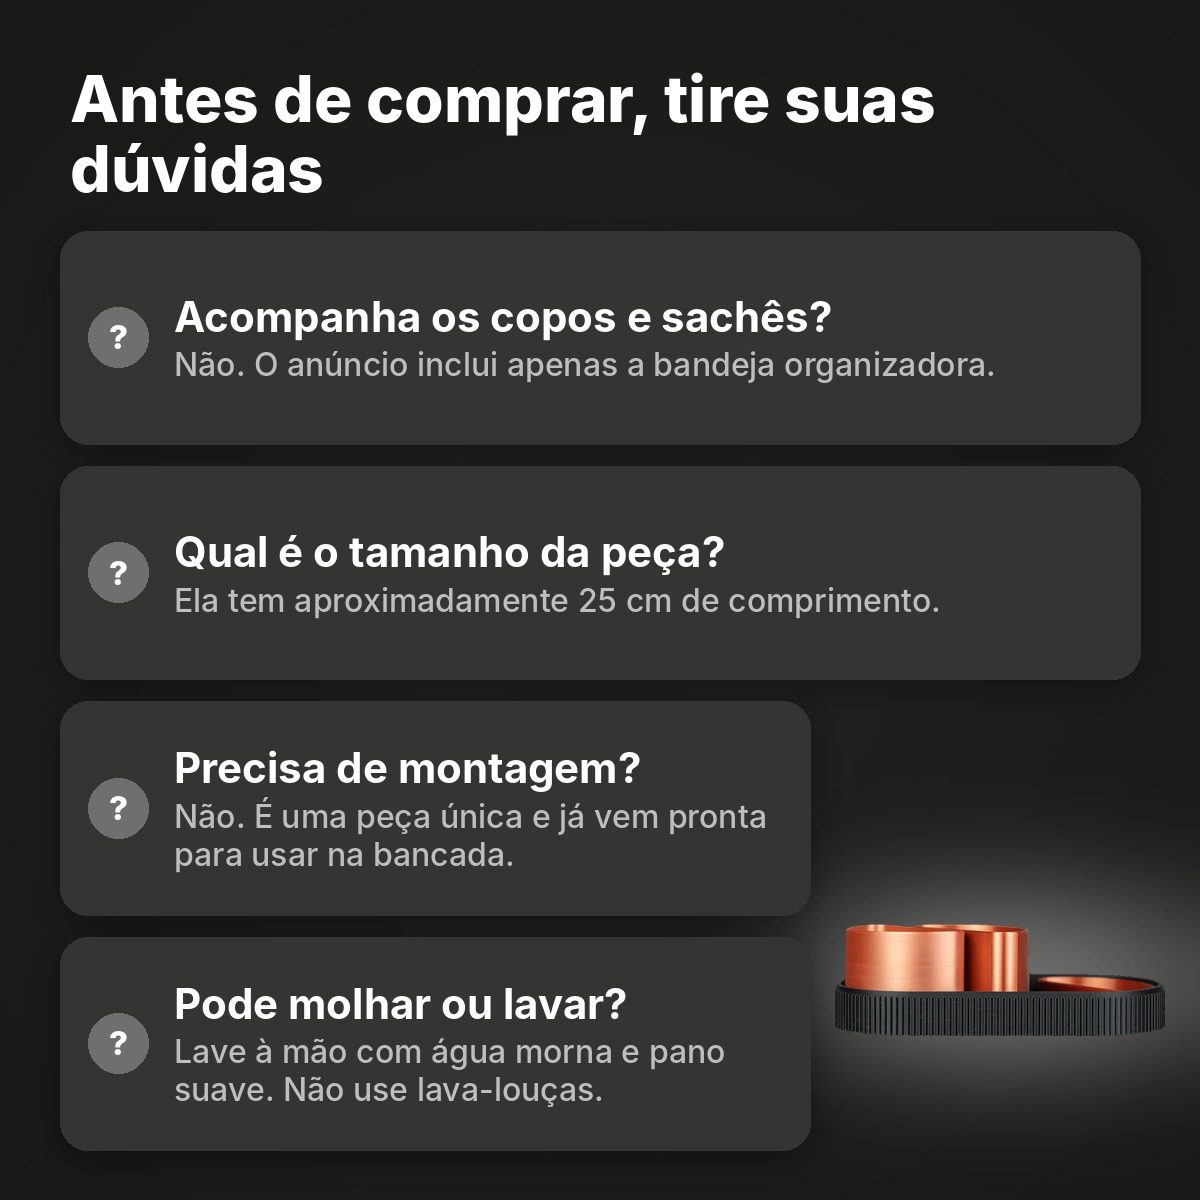 Antes de comprar, tire suas
dúvidas
?
Acompanha os copos e sachês?
Não. O anúncio inclui apenas a bandeja organizadora.
?
Qual é o tamanho da peça?
Ela tem aproximadamente 25 cm de comprimento.
?
Precisa de montagem?
Não. É uma peça única e já vem pronta
para usar na bancada.
?
Pode molhar ou lavar?
Lave à mão com água morna e pano
suave. Não use lava-louças.